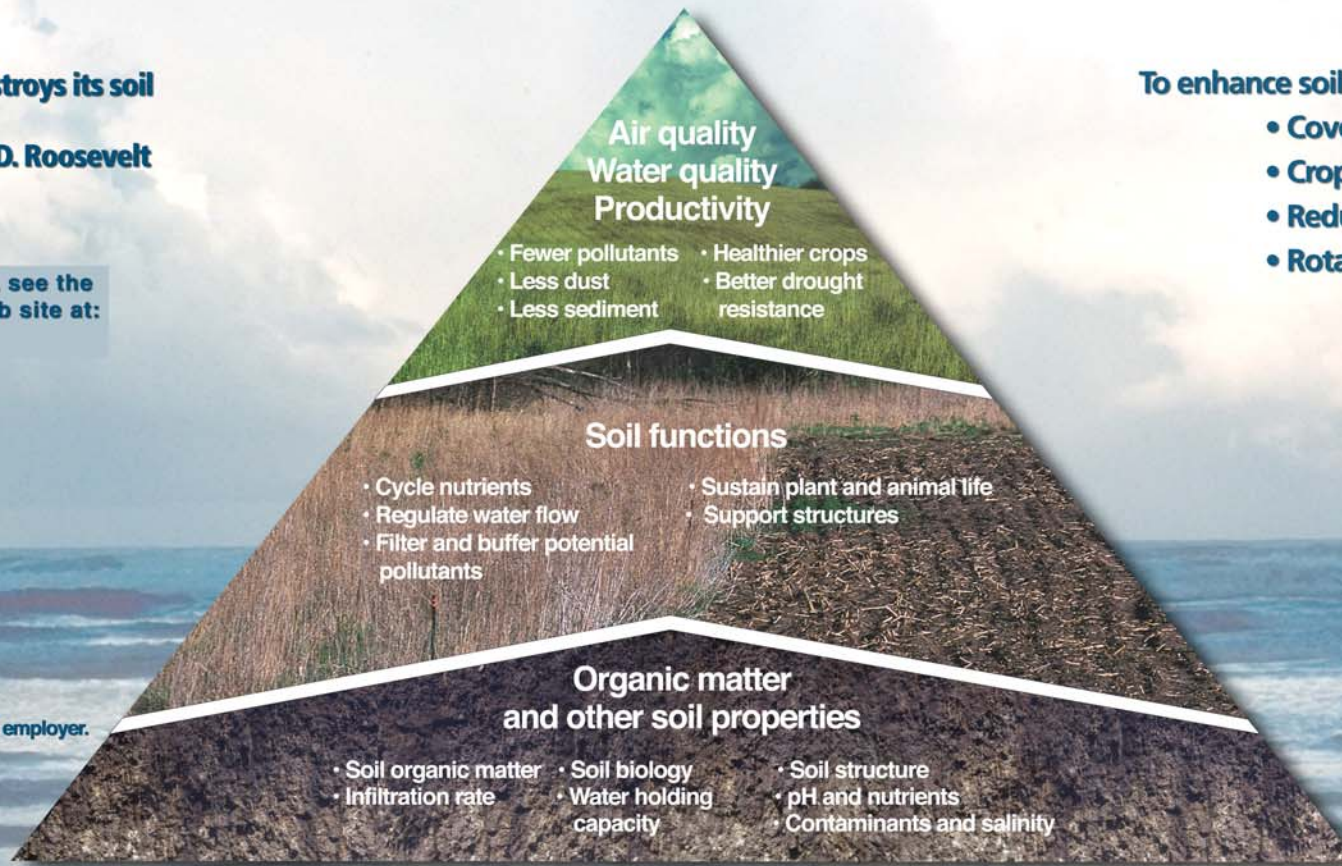 stroys its soil
D. Roosevelt
see the
site at:
employer.
Air quality
Water quality
Productivity
• Fewer pollutants
• Less dust
• Less sediment
• Healthier crops
• Better drought
resistance
Soil functions
• Cycle nutrients
• Regulate water flow
• Filter and buffer potential
pollutants
• Sustain plant and animal life
• Support structures
Organic matter
and other soil properties
• Soil organic matter
• Infiltration rate
• Soil biology
• Water holding
capacity
• Soil structure
• pH and nutrients
• Contaminants and salinity
To enhance soil
• Cove
• Crop
• Redu
• Rota